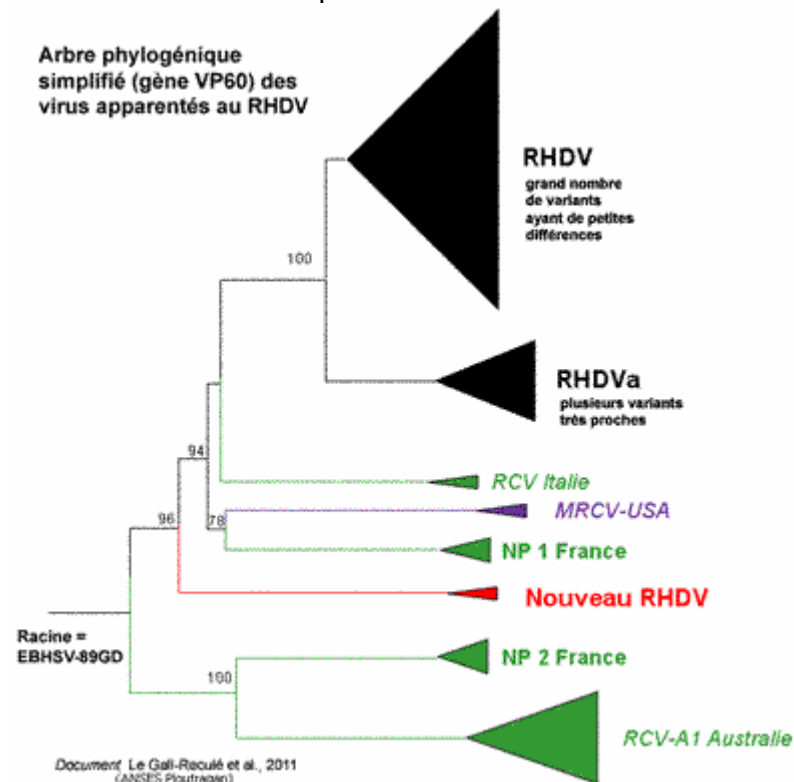 Arbre phylogénique
simplifié (gène VP60) des
virus apparentés au RHDV
RHDV
grand nombre
de variants
ayant de petites
différences
100
RHDVa
plusieurs variants
très proches
94
RCV Italie
MRCV-USA
96
78
NP 1 France
Nouveau RHDV
Racine =
EBHSV-89GD
NP 2 France
100
RCV-A1 Australie
Document Le Gall-Reculé et al., 2011
(ANSES Ploufragan)